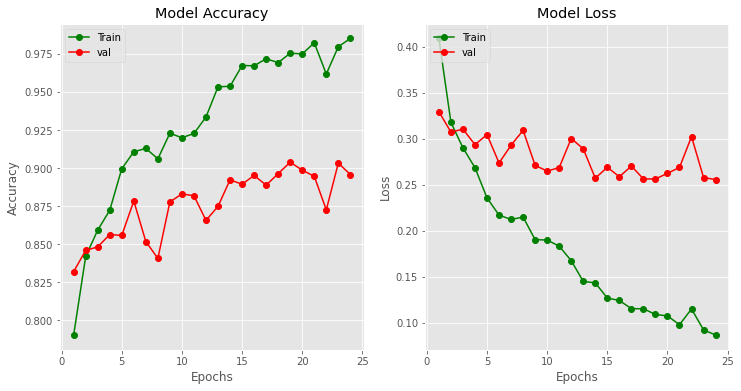 Model Accuracy
Train
val
0.975
0.950
0.925
0.900
0.875
0.850
0.825
0.800
Accuracy
0
5
10
15
20
25
Epochs
Model Loss
Train
val
0.40
0.35
0.30
0.25
0.20
0.15
0.10
Loss
0
5
10
15
20
25
Epochs